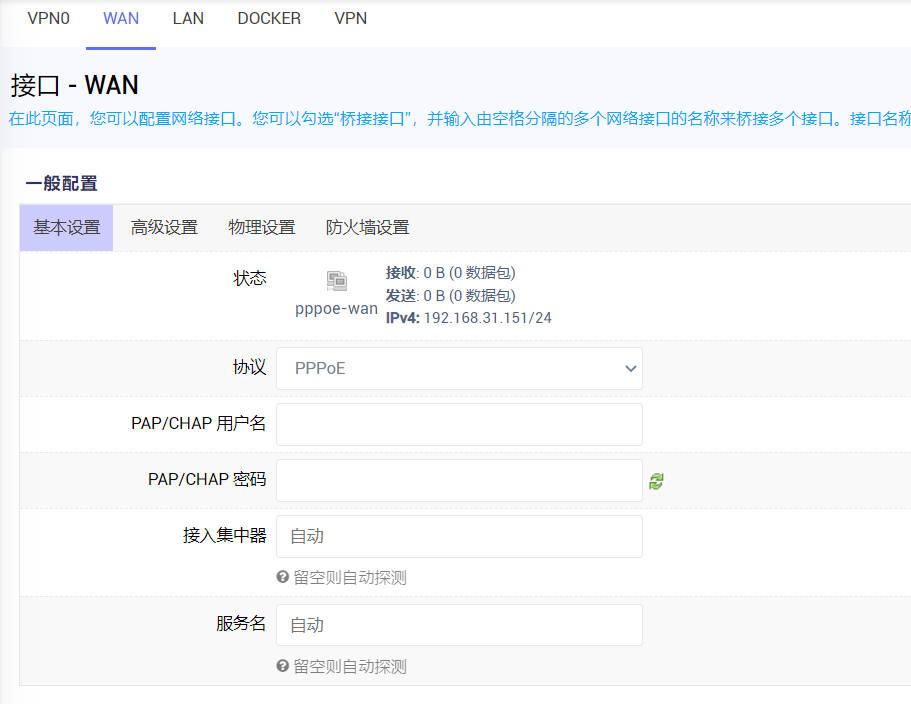 VPN0 WAN LAN DOCKER VPN
接口 - WAN
在此页面，您可以配置网络接口。您可以勾选“桥接接口”，并输入由空格分隔的多个网络接口的名称来桥接多个接口。接口名称
一般配置
基本设置 高级设置 物理设置 防火墙设置
状态
pppoe-wan
接收: 0 B (0 数据包)
发送: 0 B (0 数据包)
IPv4: 192.168.31.151/24
协议 PPPoE
PAP/CHAP 用户名
PAP/CHAP 密码
接入集中器 自动
留空则自动探测
服务名 自动
留空则自动探测